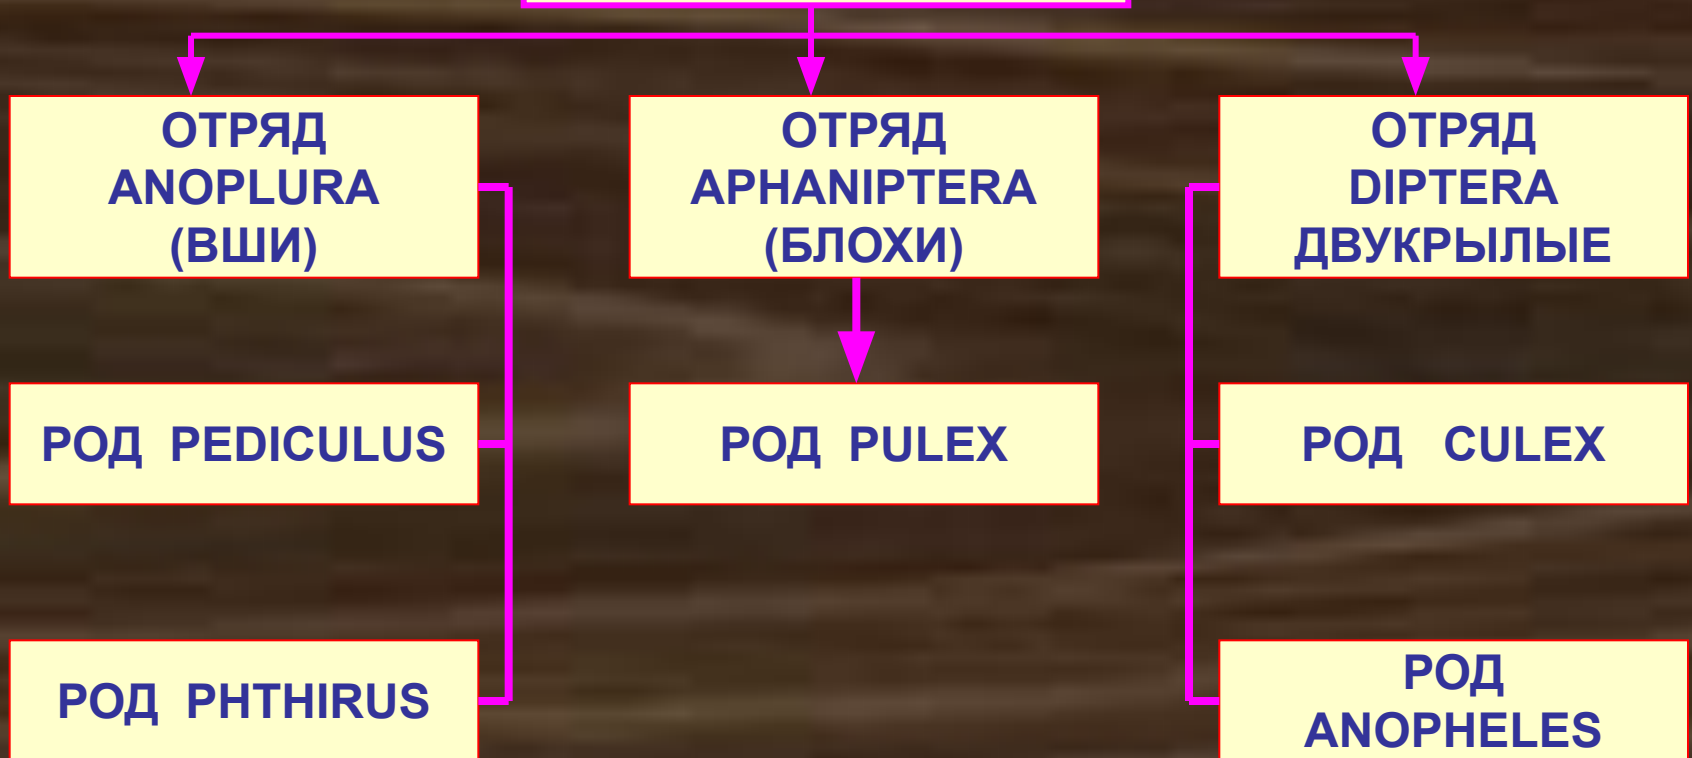 ОТРЯД
ANOPLURA
(ВШИ)
ОТРЯД
APHANIPTERA
(БЛОХИ)
ОТРЯД
DIPTERA
ДВУКРЫЛЫЕ
РОД PEDICULUS
РОД PULEX
РОД CULEX
РОД PHTHIRUS
РОД
ANOPHELES